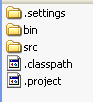 .settings
bin
src
.classpath
.project